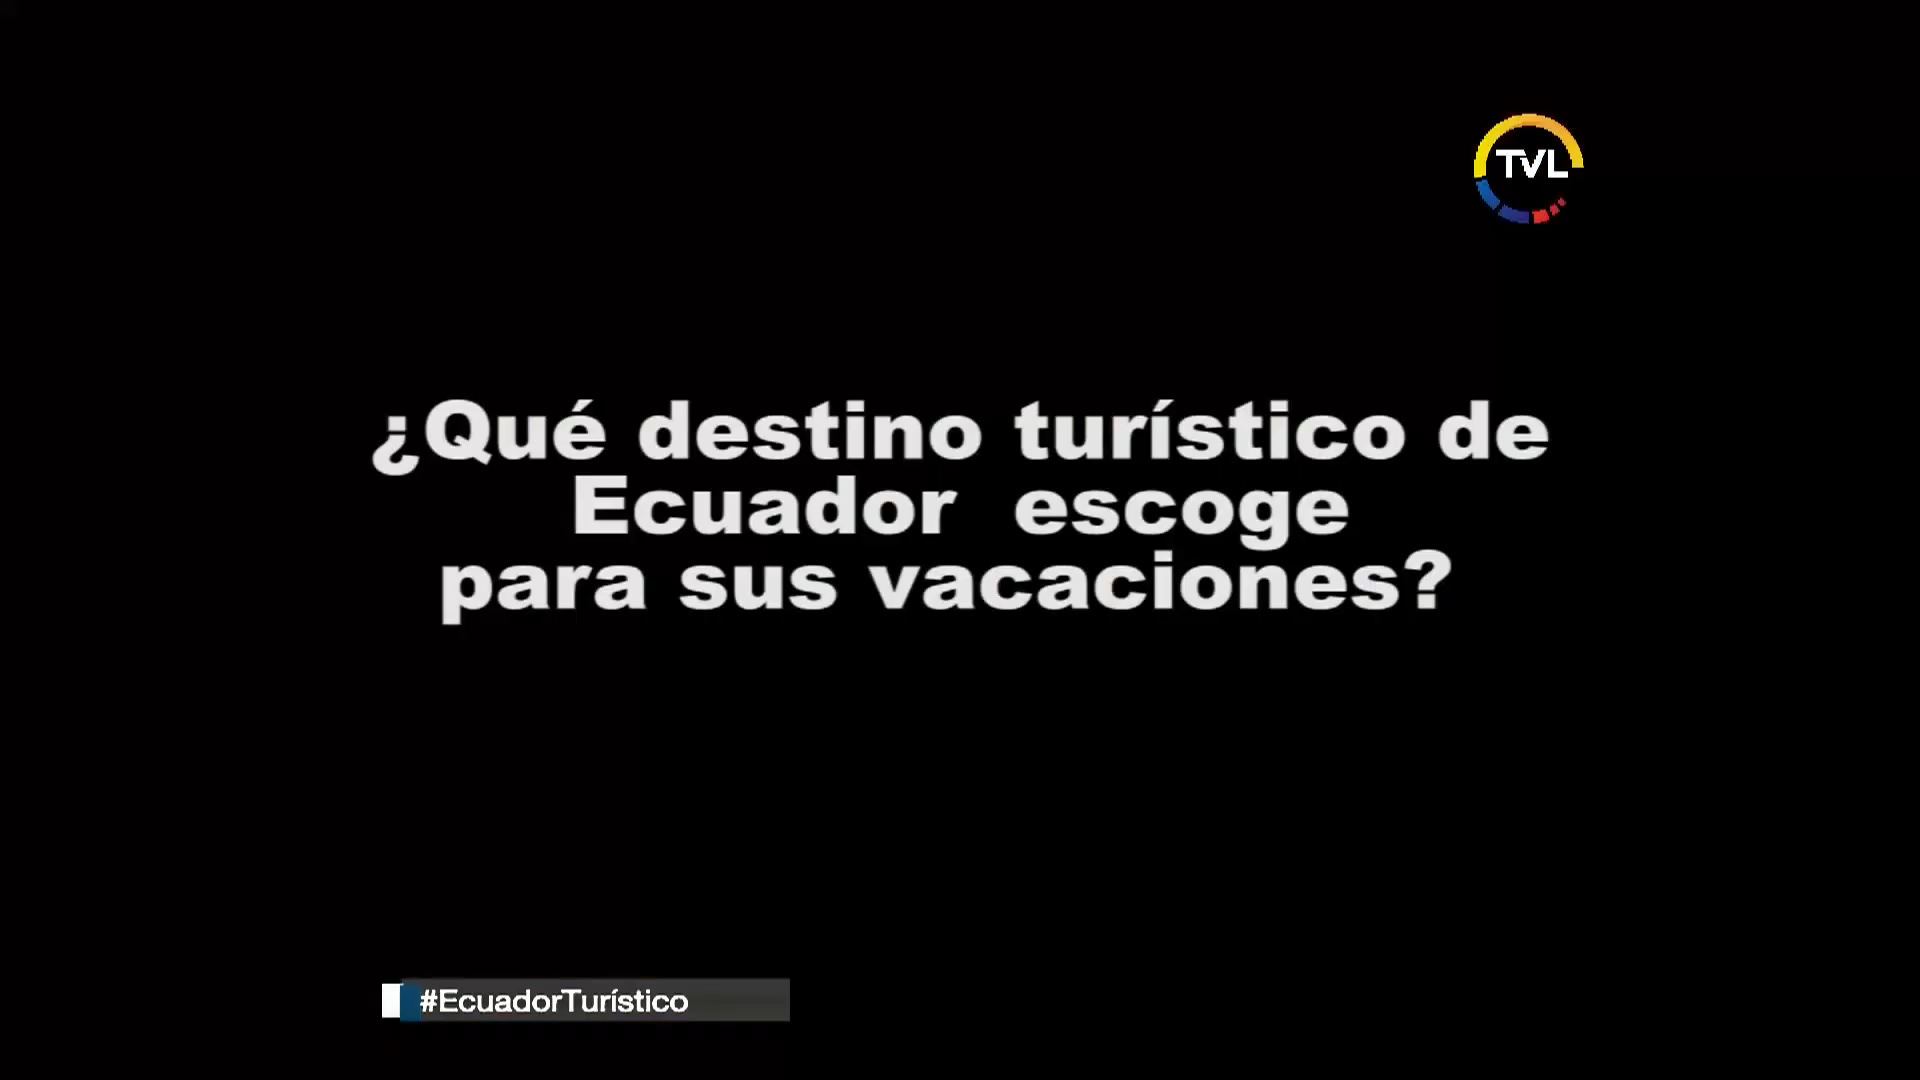 TVL
¿Qué destino turístico de
Ecuador  escoge
para sus vacaciones?
#EcuadorTurístico